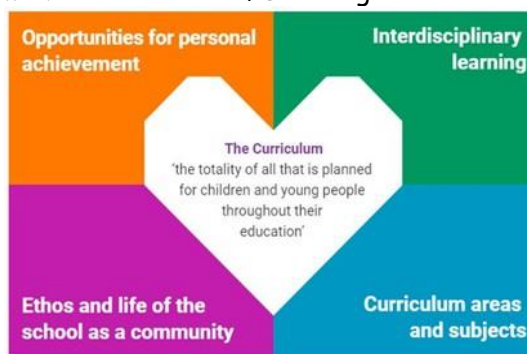 Opportunities for personal
achievement
Interdisciplinary
learning
The Curriculum
'the totality of all that is planned
for children and young people
throughout their
education'
Ethos and life of the
school as a community
Curriculum areas
and subjects